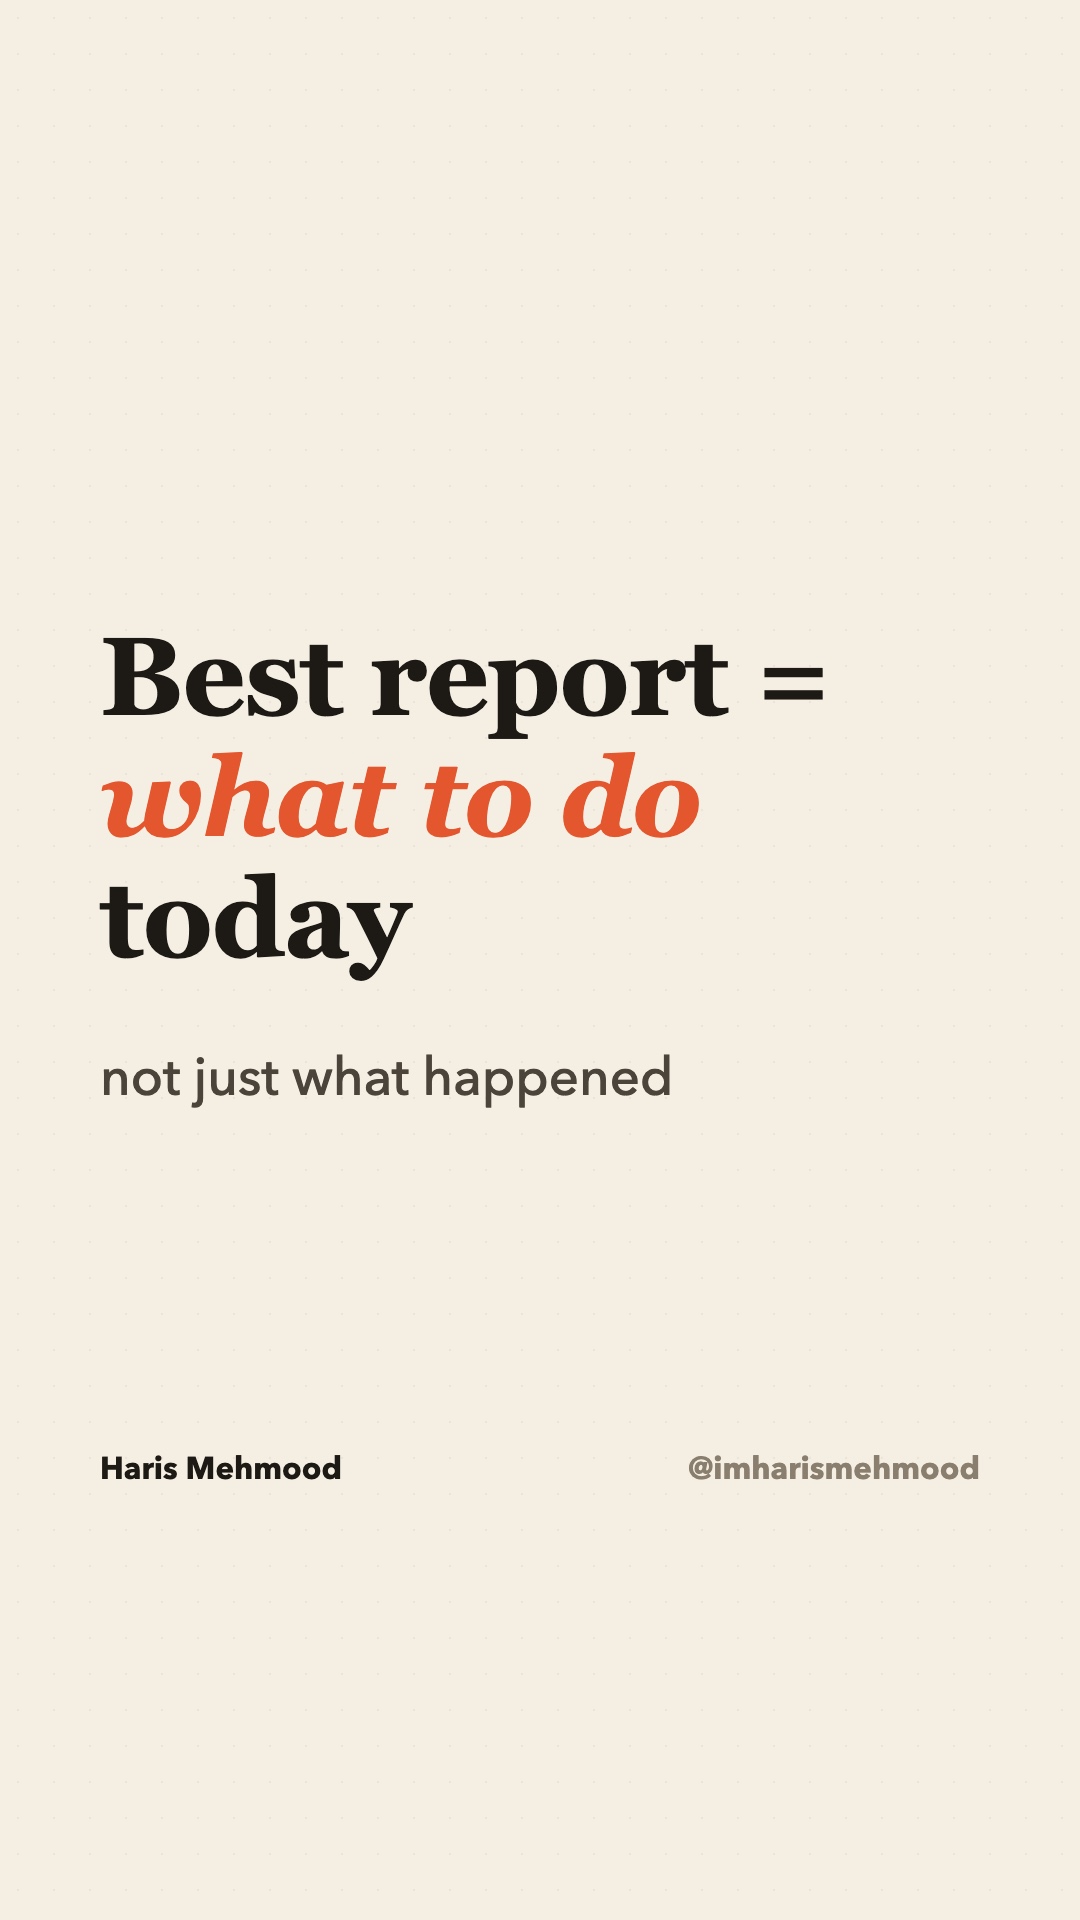 Best report =
what to do
today
not just what happened
Haris Mehmood
@imharismehmood